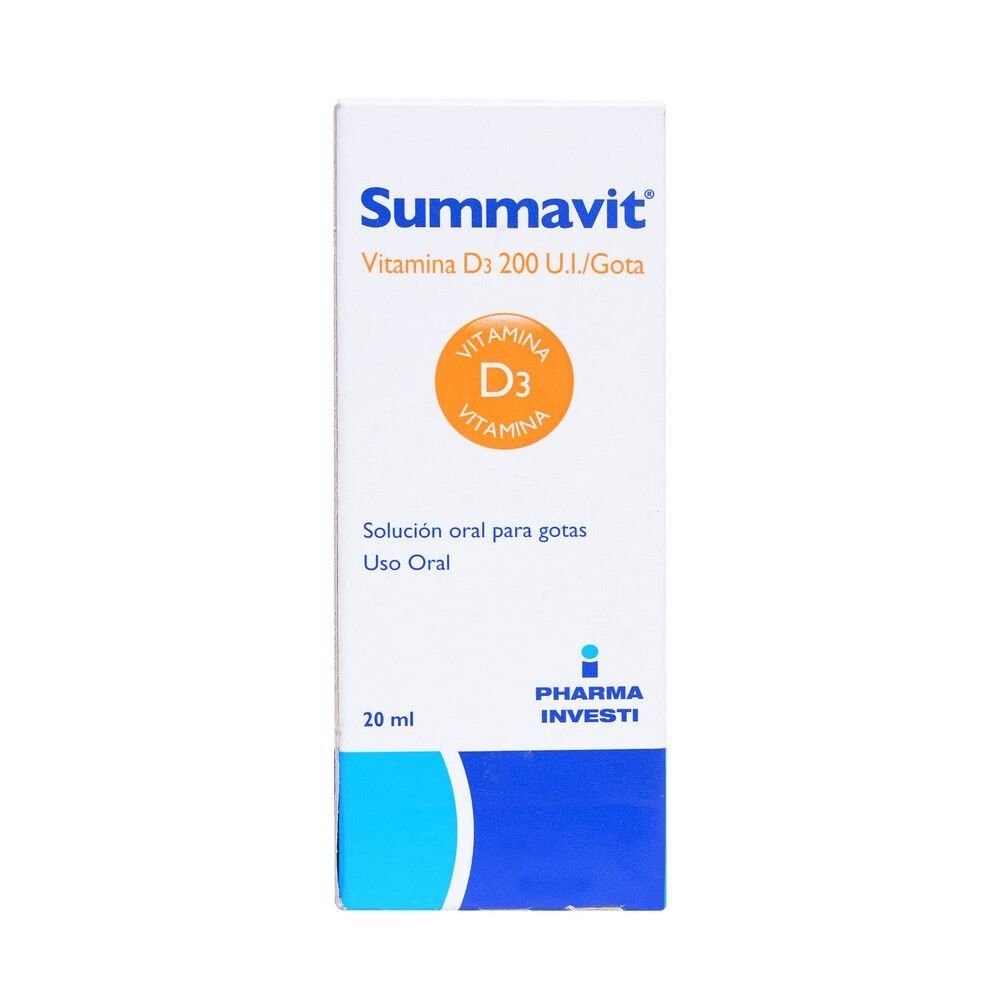 Summavit®
Vitamina D3 200 U.I./Gota
VITAMINA
D3
VITAMINA
Solución oral para gotas
Uso Oral
PHARMA
INVESTI
20 ml